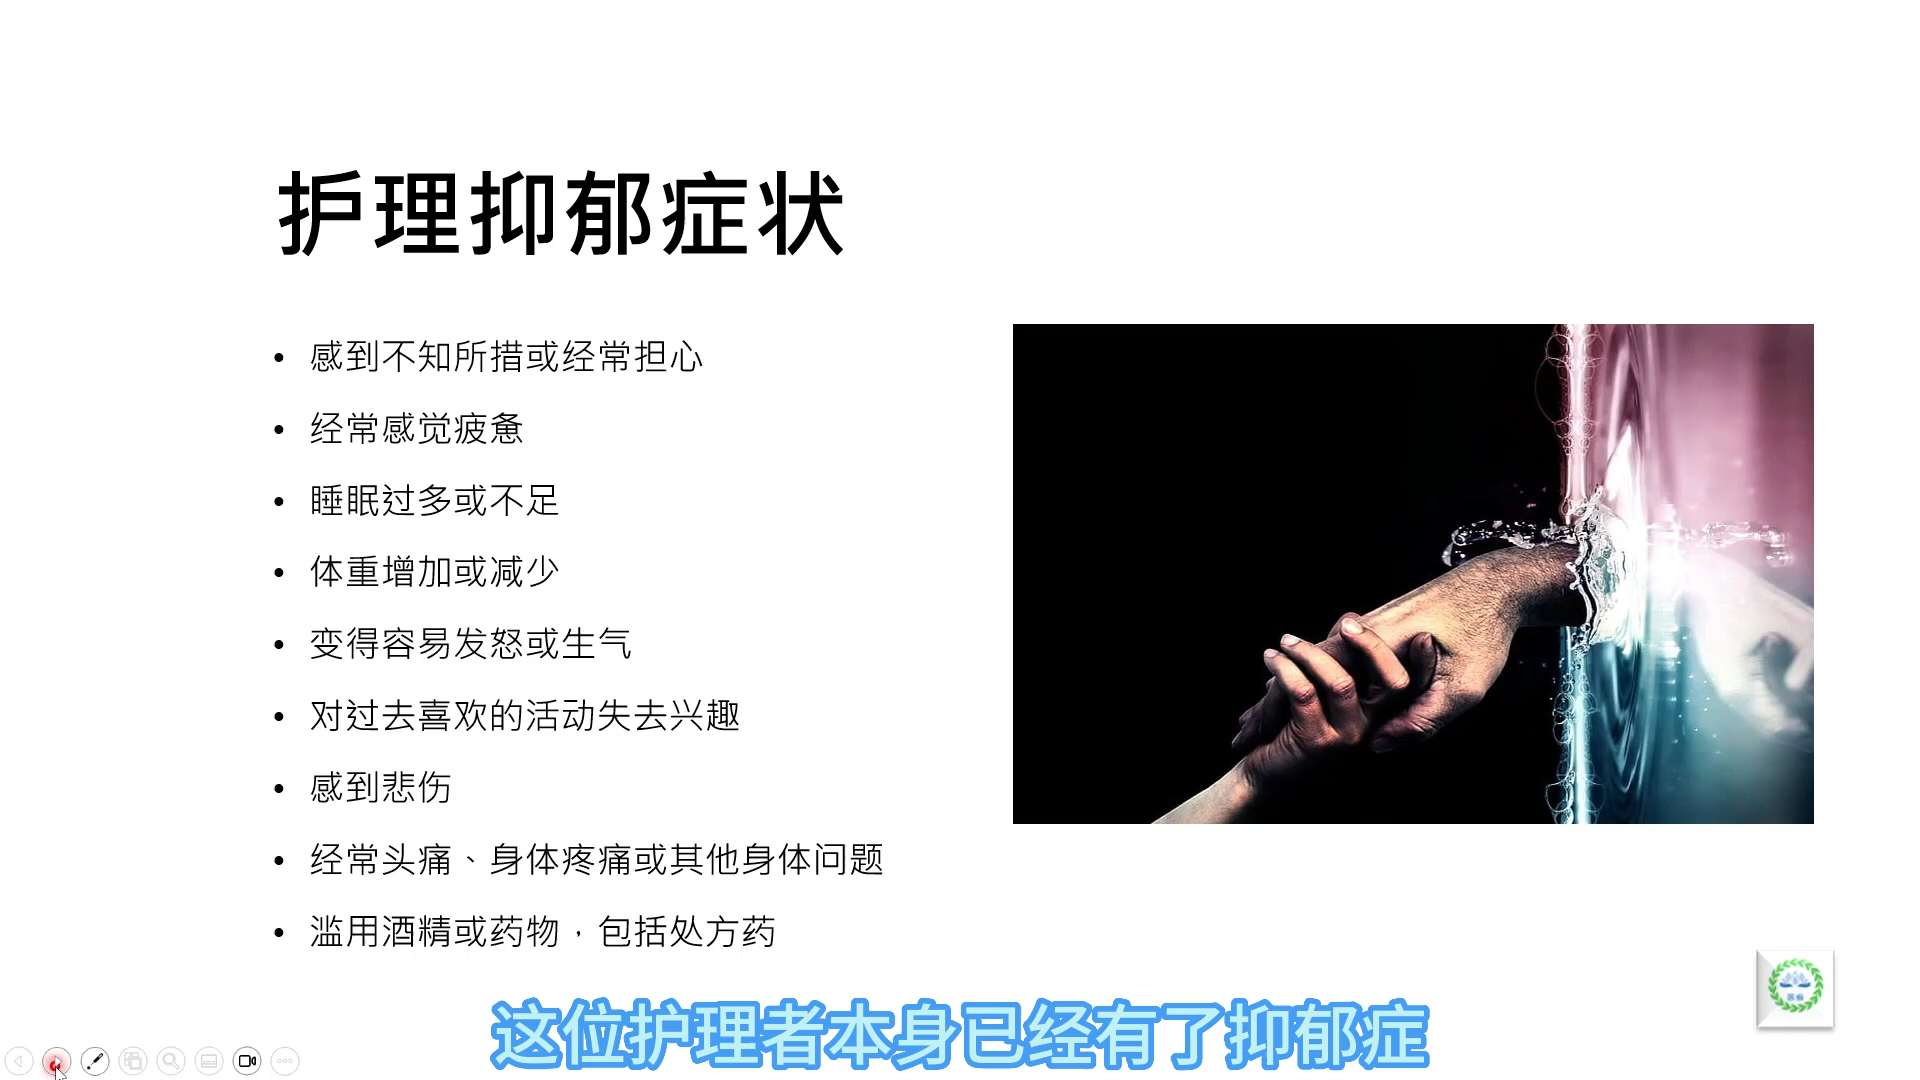 护理抑郁症状
• 感到不知所措或经常担心
• 经常感觉疲惫
• 睡眠过多或不足
• 体重增加或减少
• 变得容易发怒或生气
• 对过去喜欢的活动失去兴趣
• 感到悲伤
• 经常头痛、身体疼痛或其他身体问题
• 滥用酒精或药物，包括处方药
这位护理者本身已经有了抑郁症